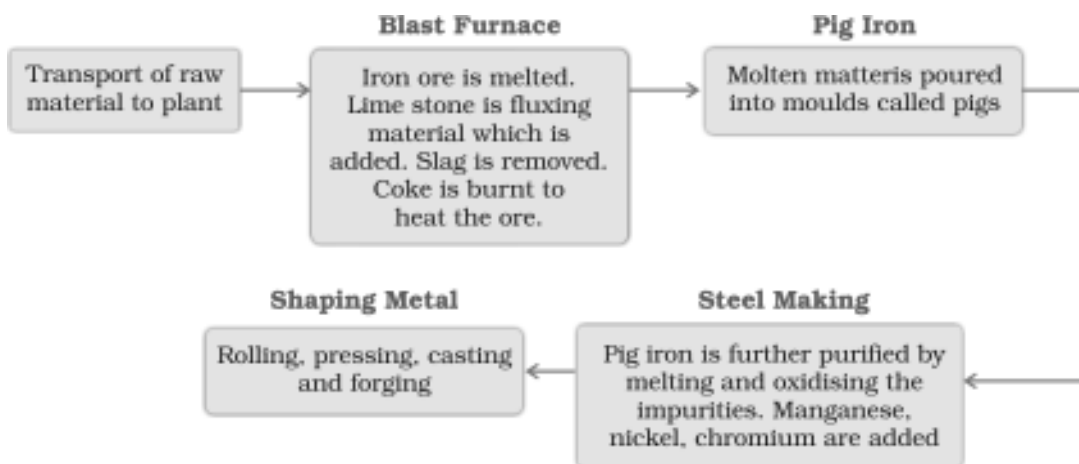 Transport of raw
material to plant
Blast Furnace
Iron ore is melted.
Lime stone is fluxing
material which is
added. Slag is removed.
Coke is burnt to
heat the ore.
Pig Iron
Molten matteris poured
into moulds called pigs
Steel Making
Pig iron is further purified by
melting and oxidising the
impurities. Manganese,
nickel, chromium are added
Shaping Metal
Rolling, pressing, casting
and forging